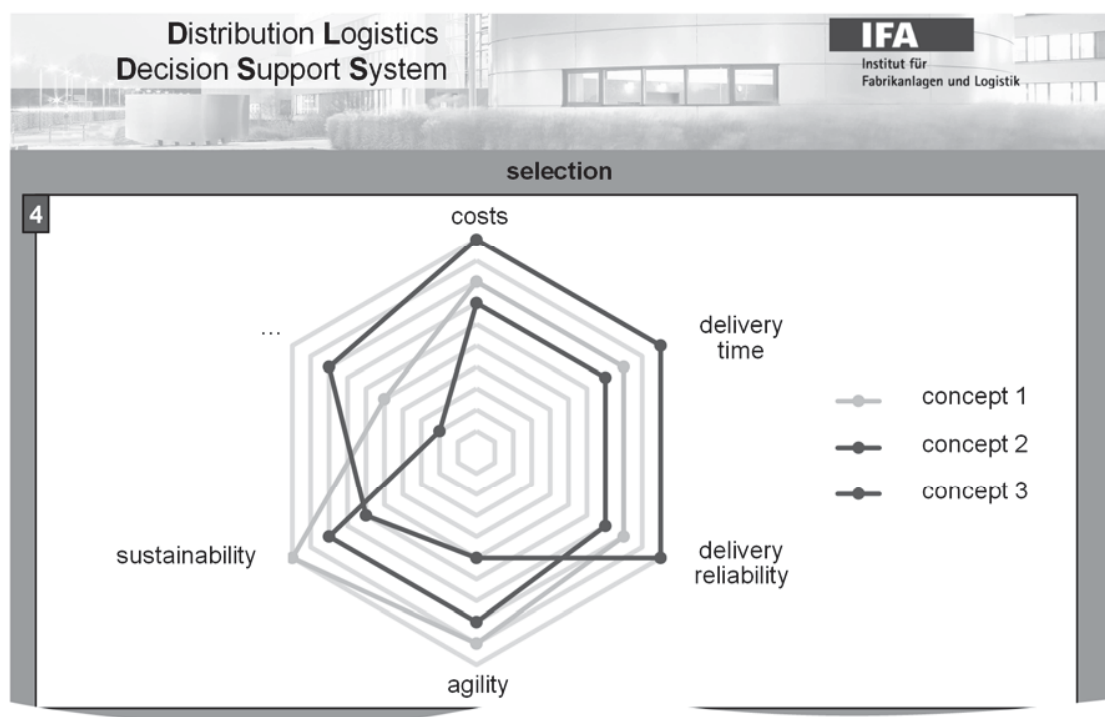 Distribution Logistics
Decision Support System
IFA
Institut für
Fabrikanlagen und Logistik
selection
4
costs
...
delivery
time
concept 1
concept 2
concept 3
sustainability
delivery
reliability
agility